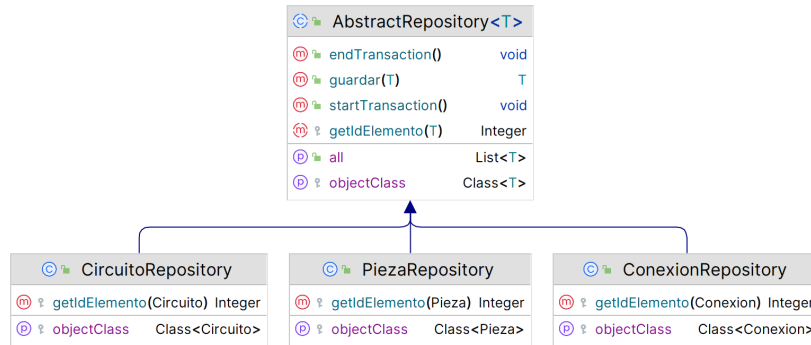 AbstractRepository<T>
endTransaction() void
guardar(T) T
startTransaction() void
getIdElemento(T) Integer
all List<T>
objectClass Class<T>
CircuitoRepository
getIdElemento(Circuito) Integer
objectClass Class<Circuito>
PiezaRepository
getIdElemento(Pieza) Integer
objectClass Class<Pieza>
ConexionRepository
getIdElemento(Conexion) Integer
objectClass Class<Conexion>